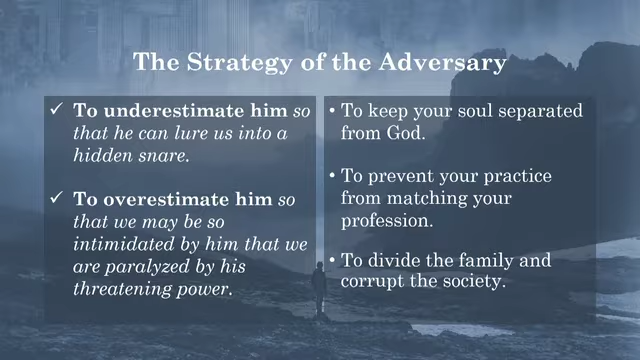 The Strategy of the Adversary
✓ To underestimate him so
that he can lure us into a
hidden snare.
✓ To overestimate him so
that we may be so
intimidated by him that we
are paralyzed by his
threatening power.
• To keep your soul separated
from God.
• To prevent your practice
from matching your
profession.
• To divide the family and
corrupt the society.